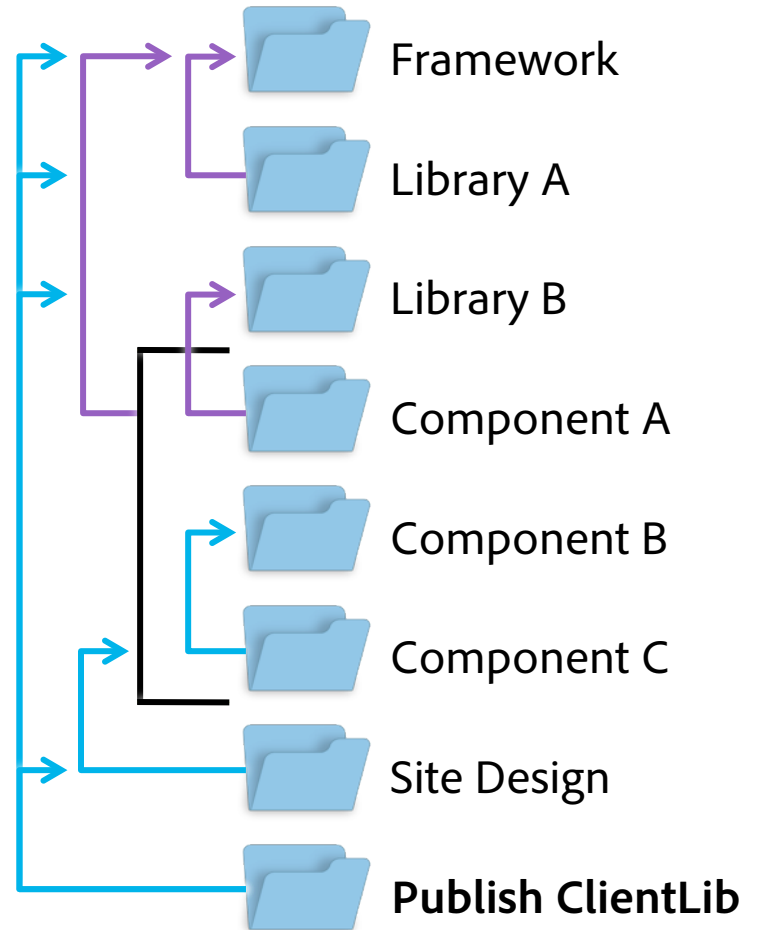 Framework
Library A
Library B
Component A
Component B
Component C
Site Design
Publish ClientLib